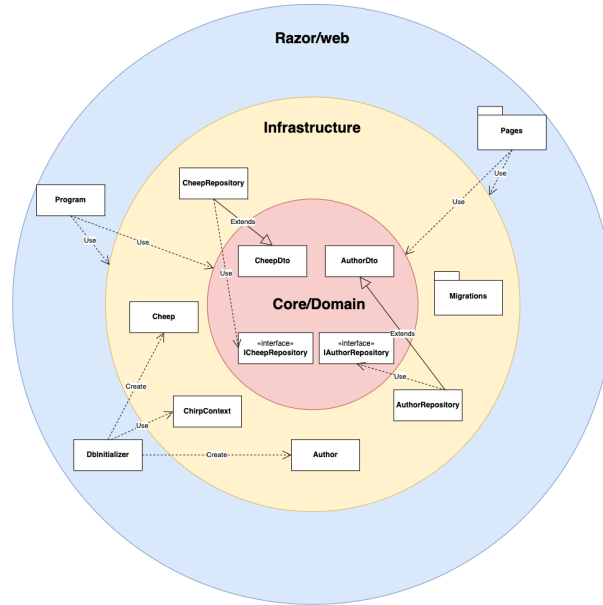 Razor/web
Infrastructure
Pages
CheepRepository
Program
Use
Use
Extends
Use
Use
Use
CheepDto
AuthorDto
Core/Domain
Migrations
Cheep
«interface»
ICheepRepository
«interface»
IAuthorRepository
Extends
Use
AuthorRepository
Create
ChirpContext
Use
DbInitializer
Create
Author